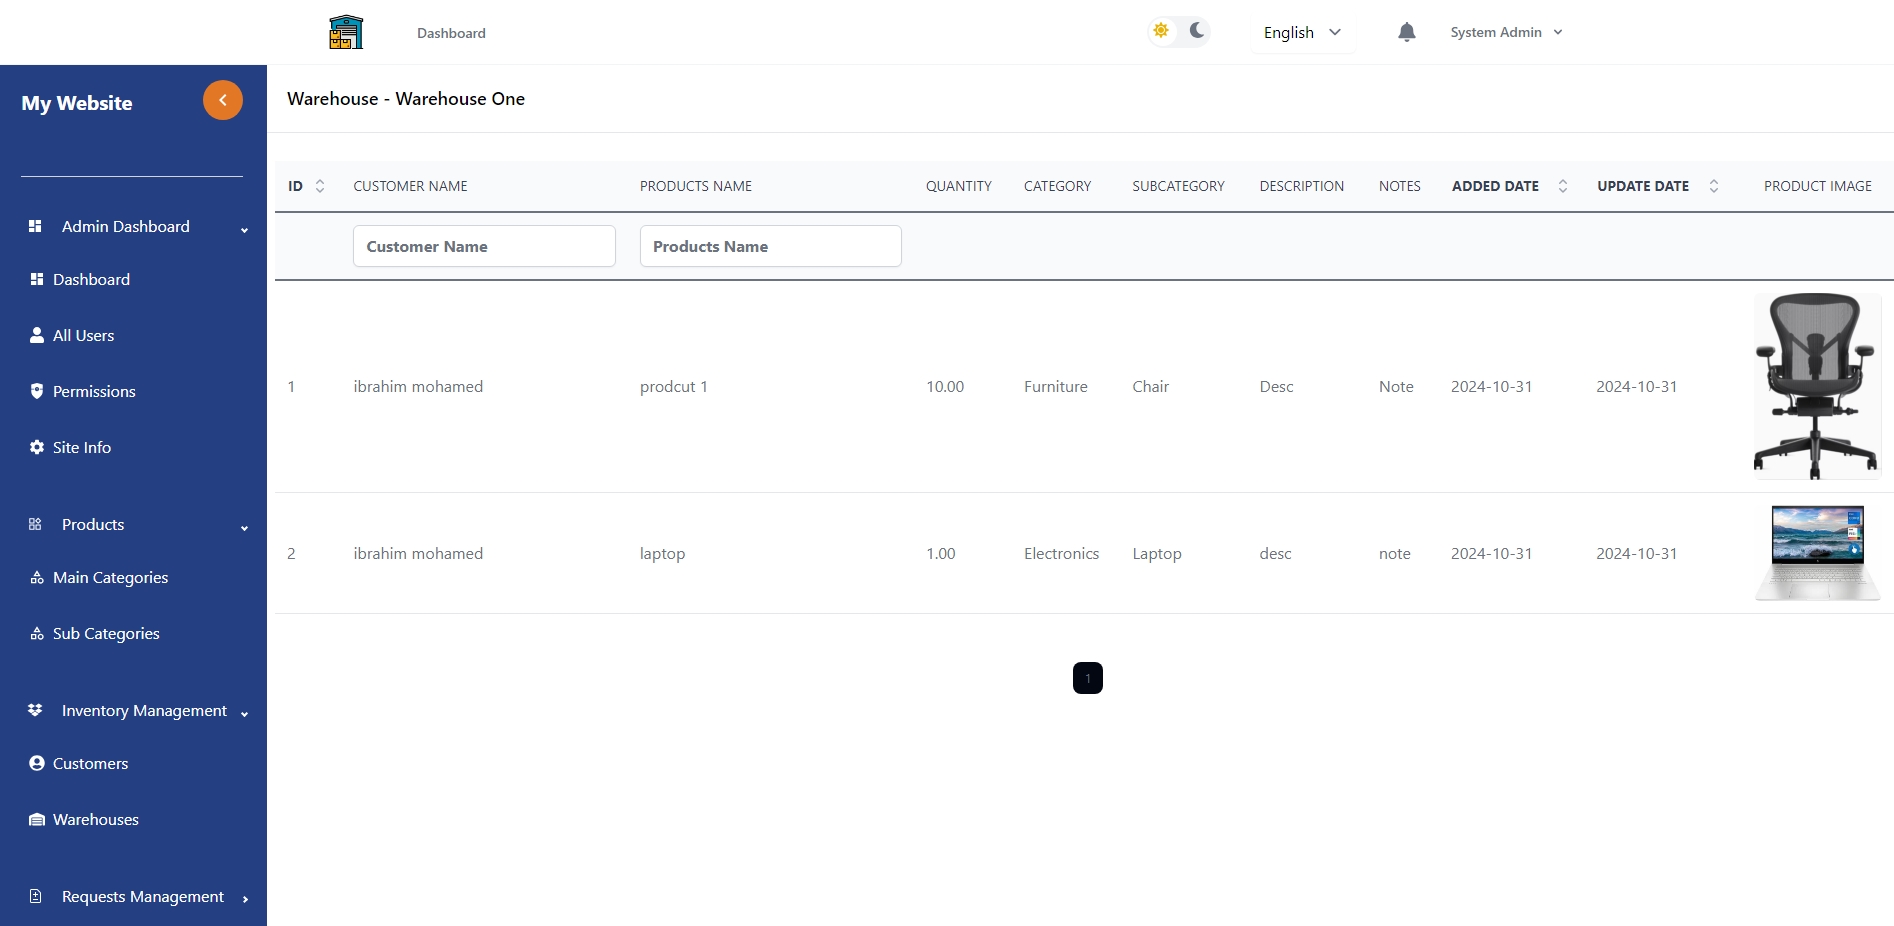 Dashboard
English
System Admin
My Website
Warehouse - Warehouse One
Admin Dashboard
Dashboard
All Users
Permissions
Site Info
Products
Main Categories
Sub Categories
Inventory Management
Customers
Warehouses
Requests Management
ID CUSTOMER NAME PRODUCTS NAME QUANTITY CATEGORY SUBCATEGORY DESCRIPTION NOTES ADDED DATE UPDATE DATE PRODUCT IMAGE
Customer Name Products Name
1 ibrahim mohamed prodcut 1 10.00 Furniture Chair Desc Note 2024-10-31 2024-10-31
2 ibrahim mohamed laptop 1.00 Electronics Laptop desc note 2024-10-31 2024-10-31
1